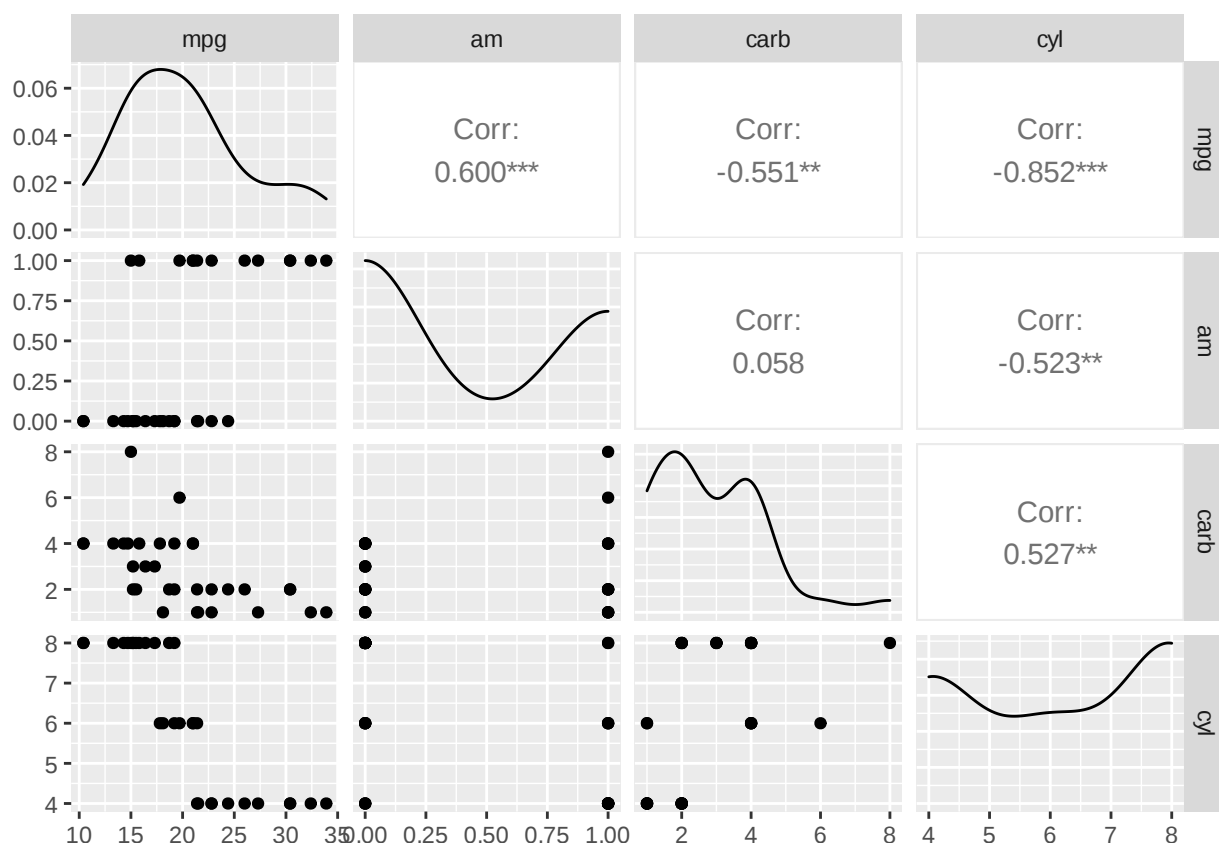 mpg am carb cyl
0.06
0.04
0.02
0.00
Corr:
0.600***
Corr:
-0.551**
Corr:
-0.852***
mpg
1.00
0.75
0.50
0.25
0.00
Corr:
0.058
Corr:
-0.523**
am
8
6
4
2
Corr:
0.527**
carb
8
7
6
5
4
cyl
10 15 20 25 30 35 0.00 0.25 0.50 0.75 1.00 2 4 6 8 4 5 6 7 8